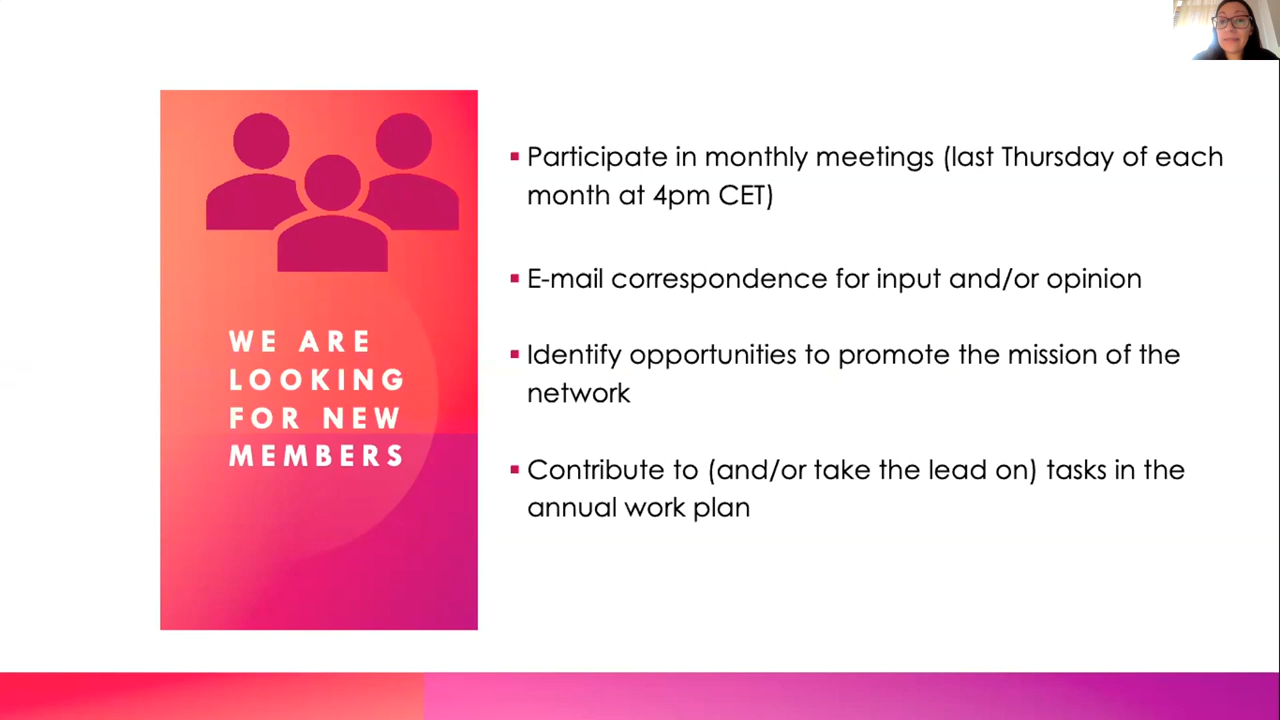 WE ARE
LOOKING
FOR NEW
MEMBERS
▪ Participate in monthly meetings (last Thursday of each
month at 4pm CET)
▪ E-mail correspondence for input and/or opinion
▪ Identify opportunities to promote the mission of the
network
▪ Contribute to (and/or take the lead on) tasks in the
annual work plan